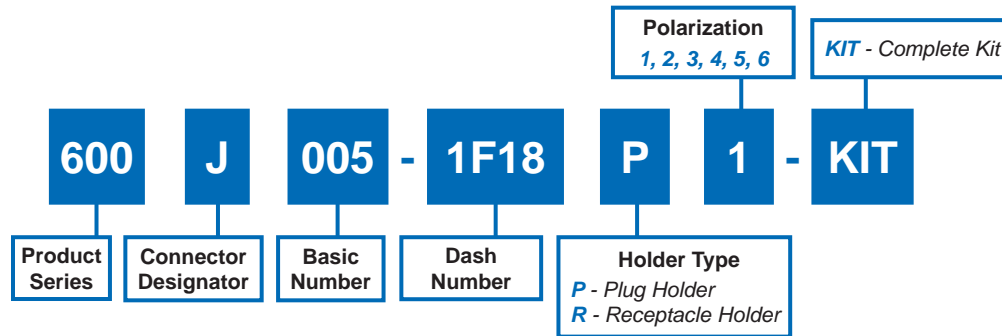 Polarization
1, 2, 3, 4, 5, 6
KIT - Complete Kit
600 J 005 - 1F18 P 1 - KIT
Product
Series
Connector
Designator
Basic
Number
Dash
Number
Holder Type
P - Plug Holder
R - Receptacle Holder